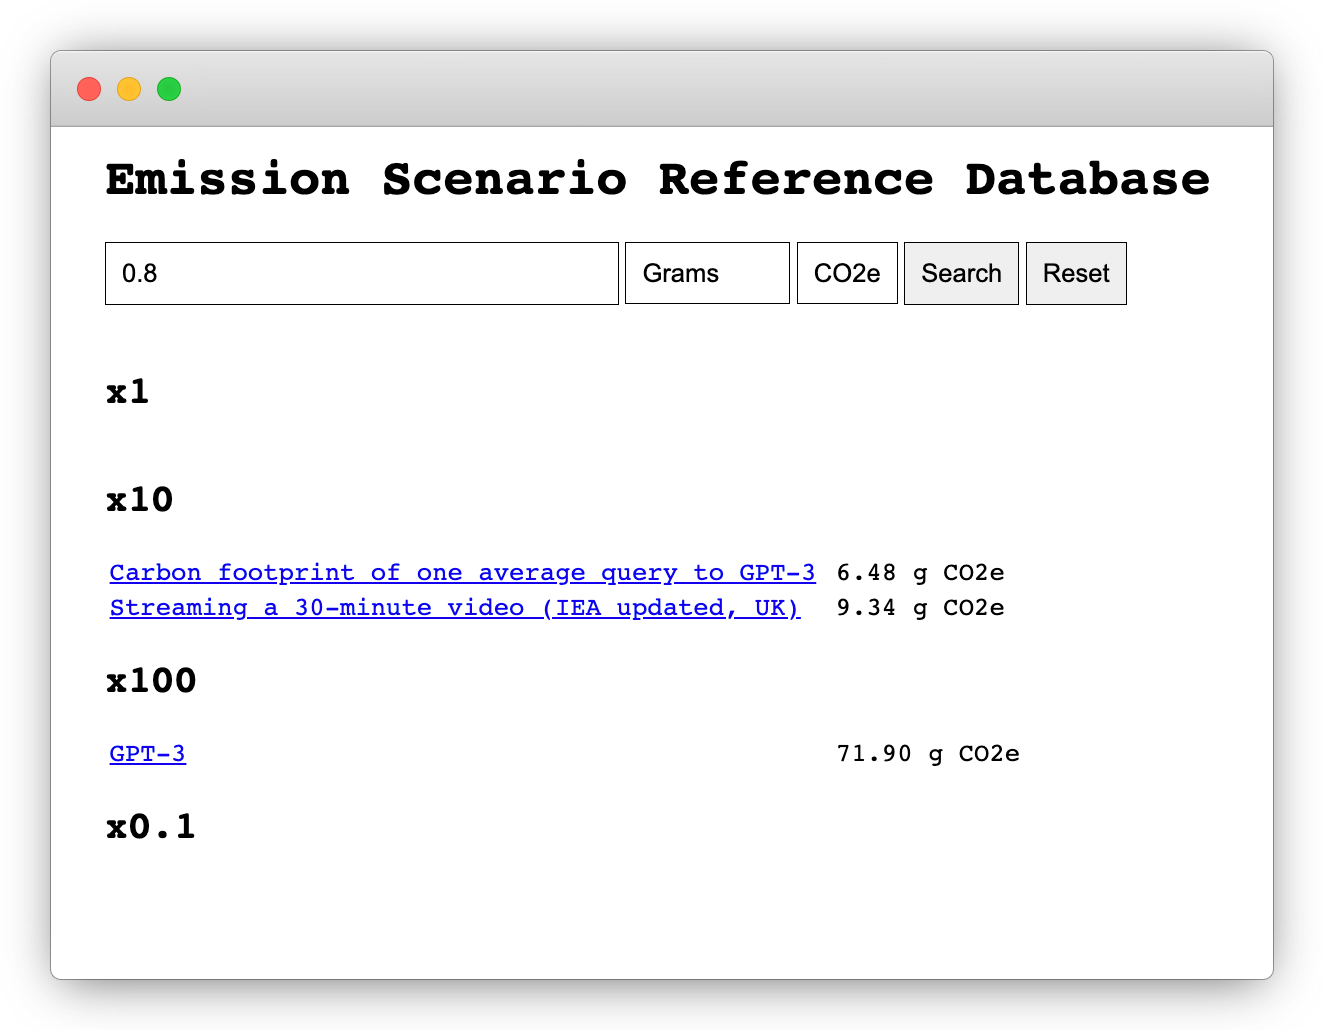 Emission Scenario Reference Database
0.8 Grams CO2e Search Reset
x1
x10
Carbon footprint of one average query to GPT-3 6.48 g CO2e
Streaming a 30-minute video (IEA updated, UK) 9.34 g CO2e
x100
GPT-3 71.90 g CO2e
x0.1